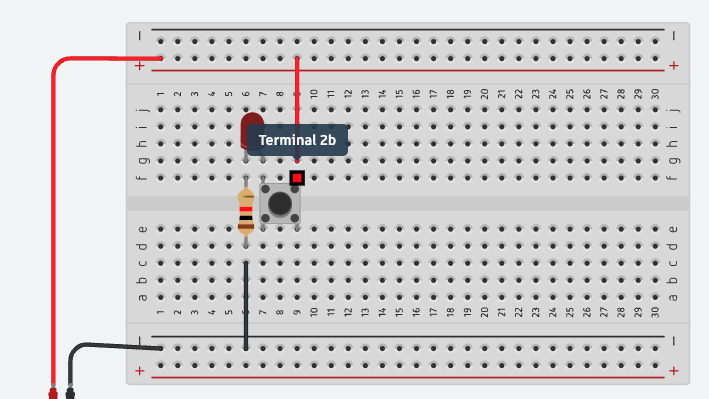 − −
+ +
1 2 3 4 5 6 7 8 9 10 11 12 13 14 15 16 17 18 19 20 21 22 23 24 25 26 27 28 29 30
j j
i i
Terminal 2b
h h
g g
f f
e e
d d
c c
b b
a a
1 2 3 4 5 6 7 8 9 10 11 12 13 14 15 16 17 18 19 20 21 22 23 24 25 26 27 28 29 30
− −
+ +